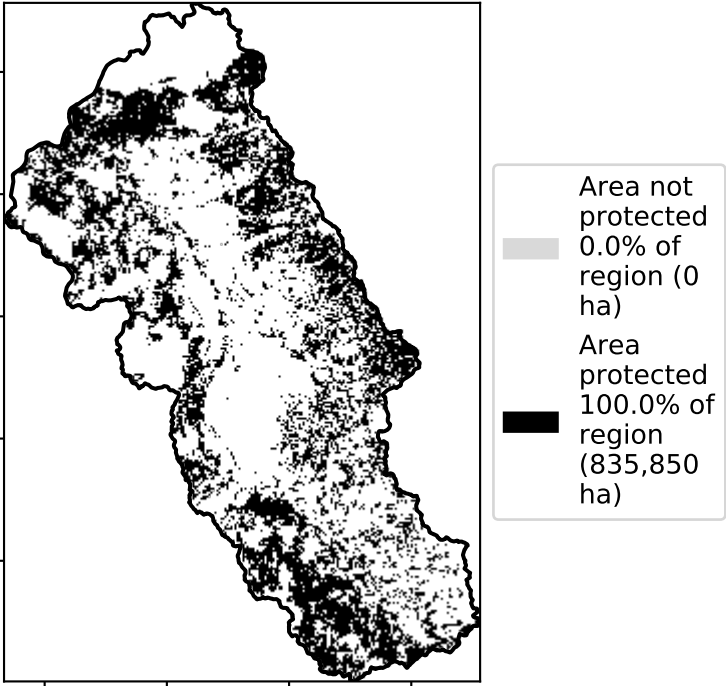 Area not
protected
0.0% of
region (0
ha)
Area
protected
100.0% of
region
(835,850
ha)